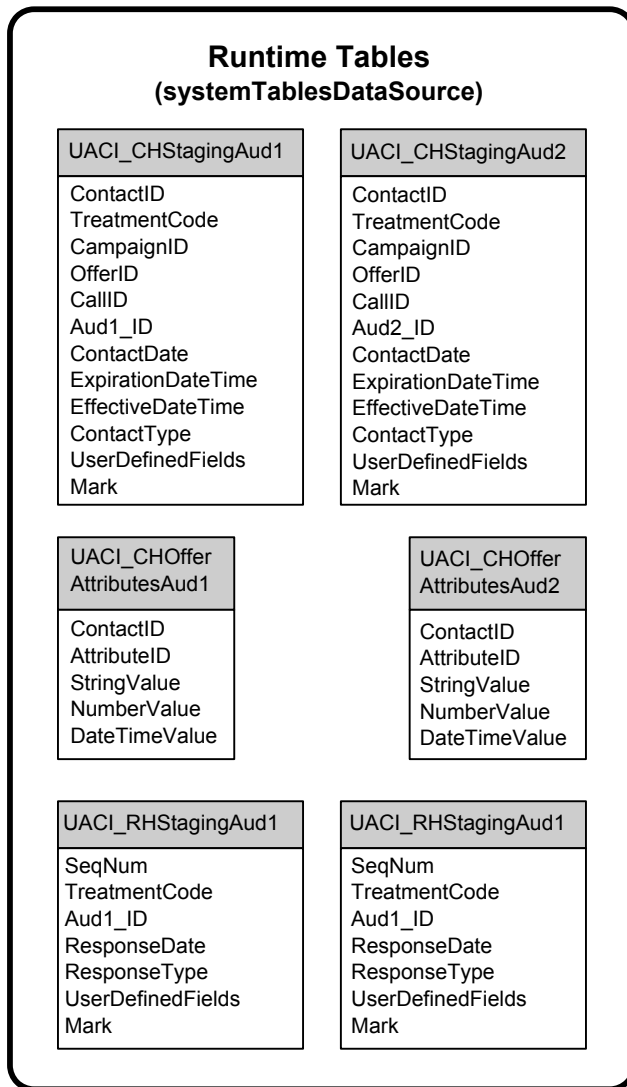 Runtime Tables
(systemTablesDataSource)
UACI_CHStagingAud1
ContactID
TreatmentCode
CampaignID
OfferID
CallID
Aud1_ID
ContactDate
ExpirationDateTime
EffectiveDateTime
ContactType
UserDefinedFields
Mark
UACI_CHStagingAud2
ContactID
TreatmentCode
CampaignID
OfferID
CallID
Aud2_ID
ContactDate
ExpirationDateTime
EffectiveDateTime
ContactType
UserDefinedFields
Mark
UACI_CHOffer
AttributesAud1
ContactID
AttributeID
StringValue
NumberValue
DateTimeValue
UACI_CHOffer
AttributesAud2
ContactID
AttributeID
StringValue
NumberValue
DateTimeValue
UACI_RHStagingAud1
SeqNum
TreatmentCode
Aud1_ID
ResponseDate
ResponseType
UserDefinedFields
Mark
UACI_RHStagingAud1
SeqNum
TreatmentCode
Aud1_ID
ResponseDate
ResponseType
UserDefinedFields
Mark